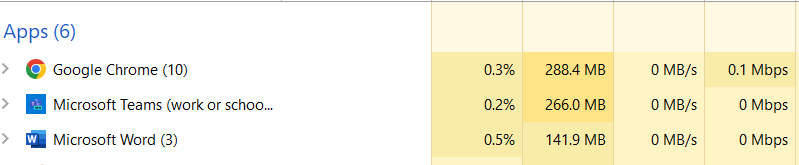 Apps (6)
Google Chrome (10) 0.3% 288.4 MB 0 MB/s 0.1 Mbps
Microsoft Teams (work or schoo... 0.2% 266.0 MB 0 MB/s 0 Mbps
Microsoft Word (3) 0.5% 141.9 MB 0 MB/s 0 Mbps